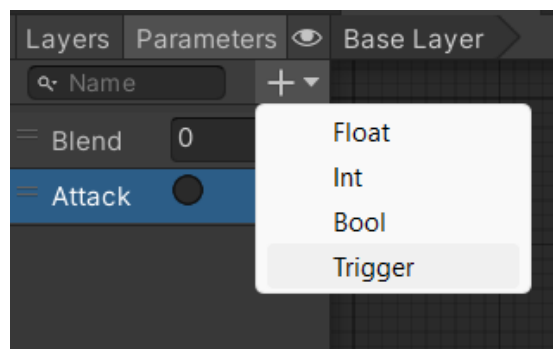 Layers Parameters Base Layer
Name
Blend 0
Attack
Float
Int
Bool
Trigger